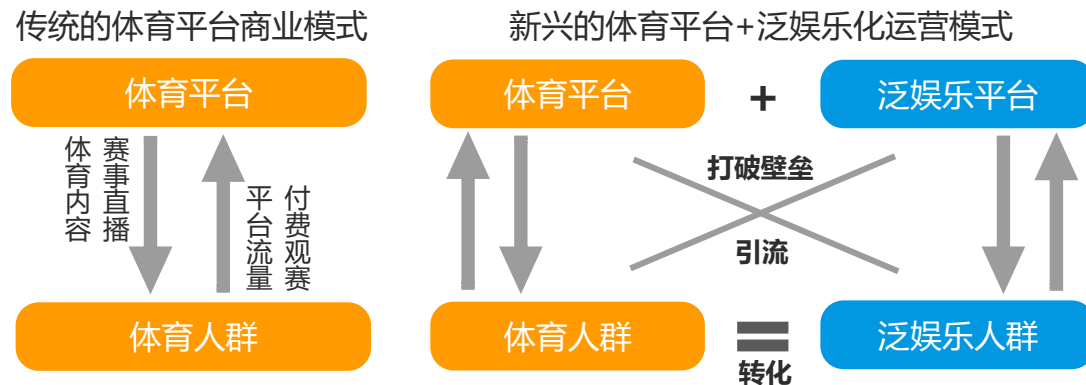 传统的体育平台商业模式
体育平台
赛事直播
体育内容
付费观赛
平台流量
体育人群
新兴的体育平台+泛娱乐化运营模式
体育平台
+
泛娱乐平台
打破壁垒
引流
体育人群
=
泛娱乐人群
转化